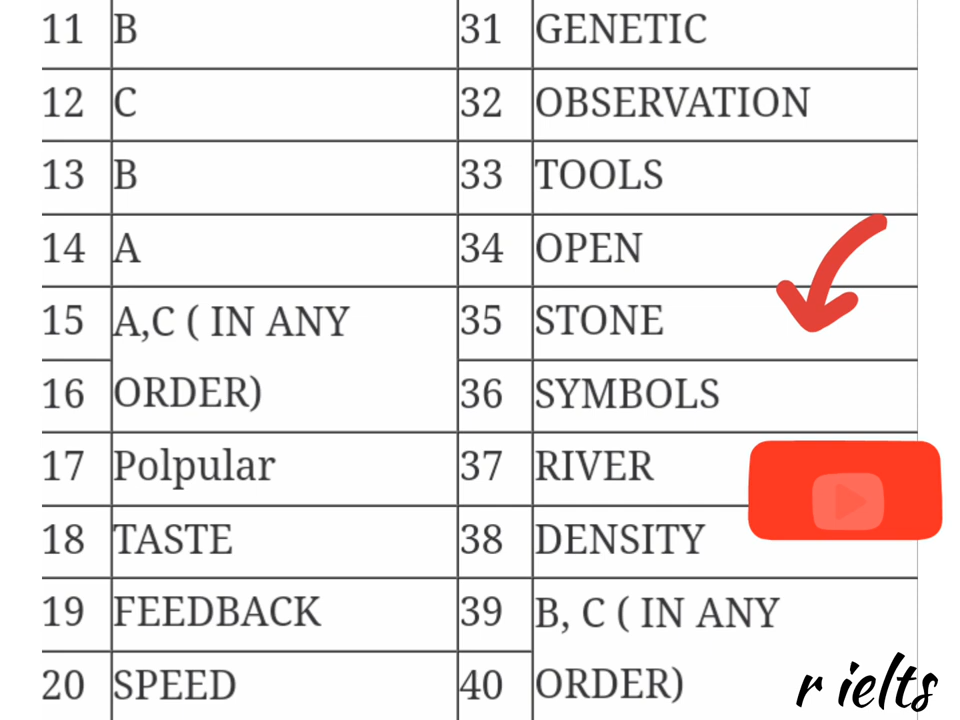 11 B 31 GENETIC
12 C 32 OBSERVATION
13 B 33 TOOLS
14 A 34 OPEN
15 A,C ( IN ANY 35 STONE
16 ORDER) 36 SYMBOLS
17 Polpular 37 RIVER
18 TASTE 38 DENSITY
19 FEEDBACK 39 B, C ( IN ANY
20 SPEED 40 ORDER)
r ielts